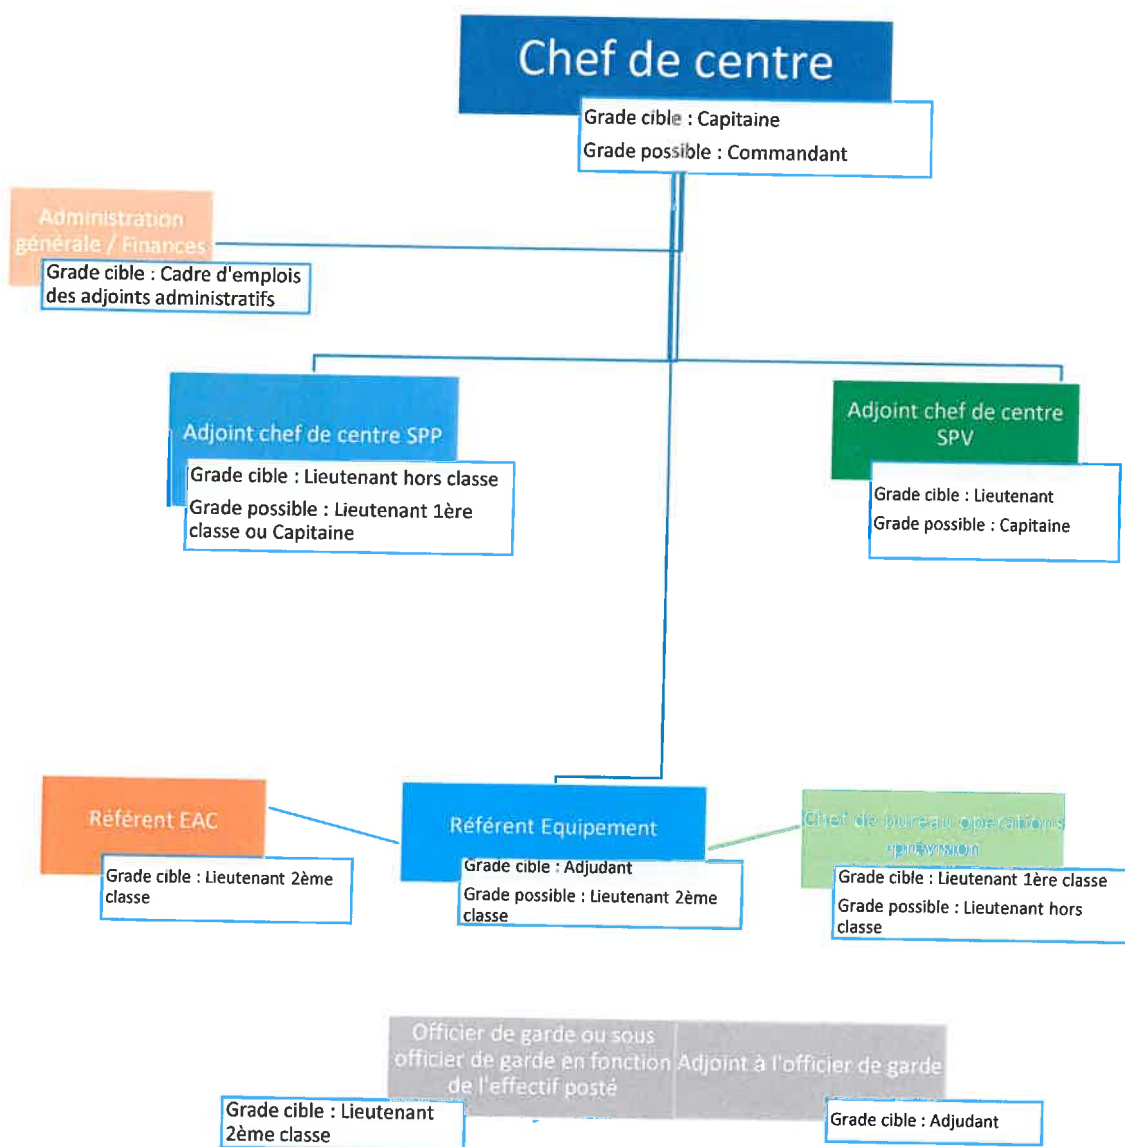 Chef de centre
Grade cible : Capitaine
Grade possible : Commandant
Administration
générale / Finances
Grade cible : Cadre d'emplois
des adjoints administratifs
Adjoint chef de centre SPP
Grade cible : Lieutenant hors classe
Grade possible : Lieutenant 1ère
classe ou Capitaine
Adjoint chef de centre
SPV
Grade cible : Lieutenant
Grade possible : Capitaine
Référent EAC
Grade cible : Lieutenant 2ème
classe
Référent Equipement
Grade cible : Adjudant
Grade possible : Lieutenant 2ème
classe
Chef de bureau opérations
-prévision
Grade cible : Lieutenant 1ère classe
Grade possible : Lieutenant hors
classe
Officier de garde ou sous
officier de garde en fonction
de l'effectif posté
Grade cible : Lieutenant
2ème classe
Adjoint à l'officier de garde
Grade cible : Adjudant